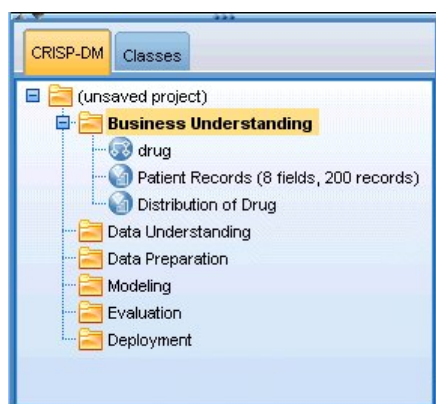 CRISP-DM Classes
(unsaved project)
Business Understanding
drug
Patient Records (8 fields, 200 records)
Distribution of Drug
Data Understanding
Data Preparation
Modeling
Evaluation
Deployment